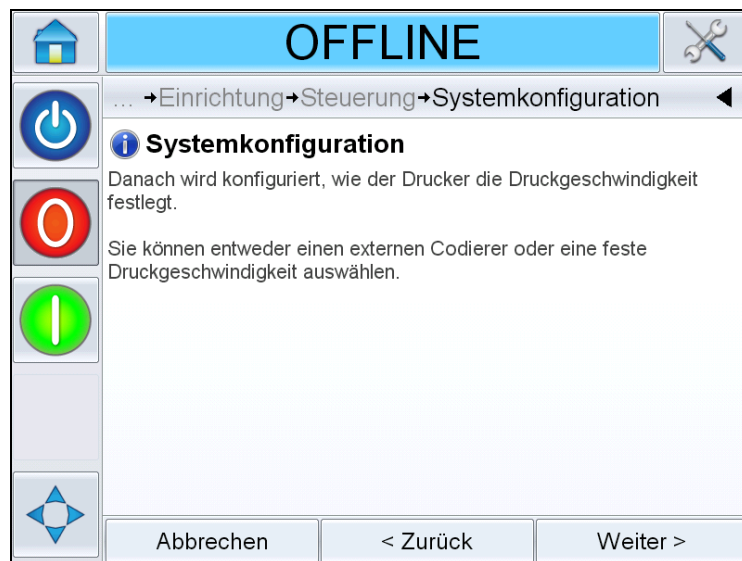 OFFLINE
... →Einrichtung→Steuerung→Systemkonfiguration
Systemkonfiguration
Danach wird konfiguriert, wie der Drucker die Druckgeschwindigkeit
festlegt.
Sie können entweder einen externen Codierer oder eine feste
Druckgeschwindigkeit auswählen.
Abbrechen
< Zurück
Weiter >